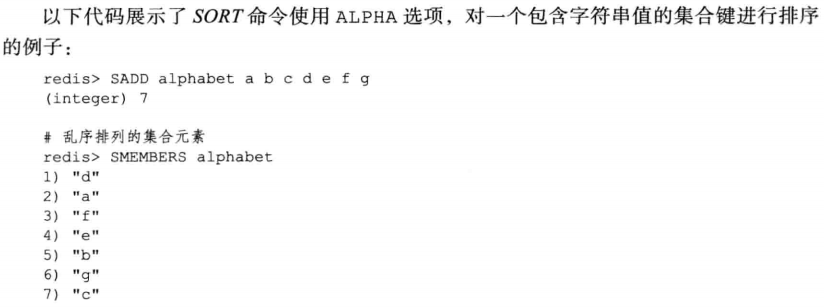 以下代码展示了 SORT 命令使用 ALPHA 选项，对一个包含字符串值的集合键进行排序
的例子：
redis> SADD alphabet a b c d e f g
(integer) 7
# 乱序排列的集合元素
redis> SMEMBERS alphabet
1) "d"
2) "a"
3) "f"
4) "e"
5) "b"
6) "g"
7) "c"